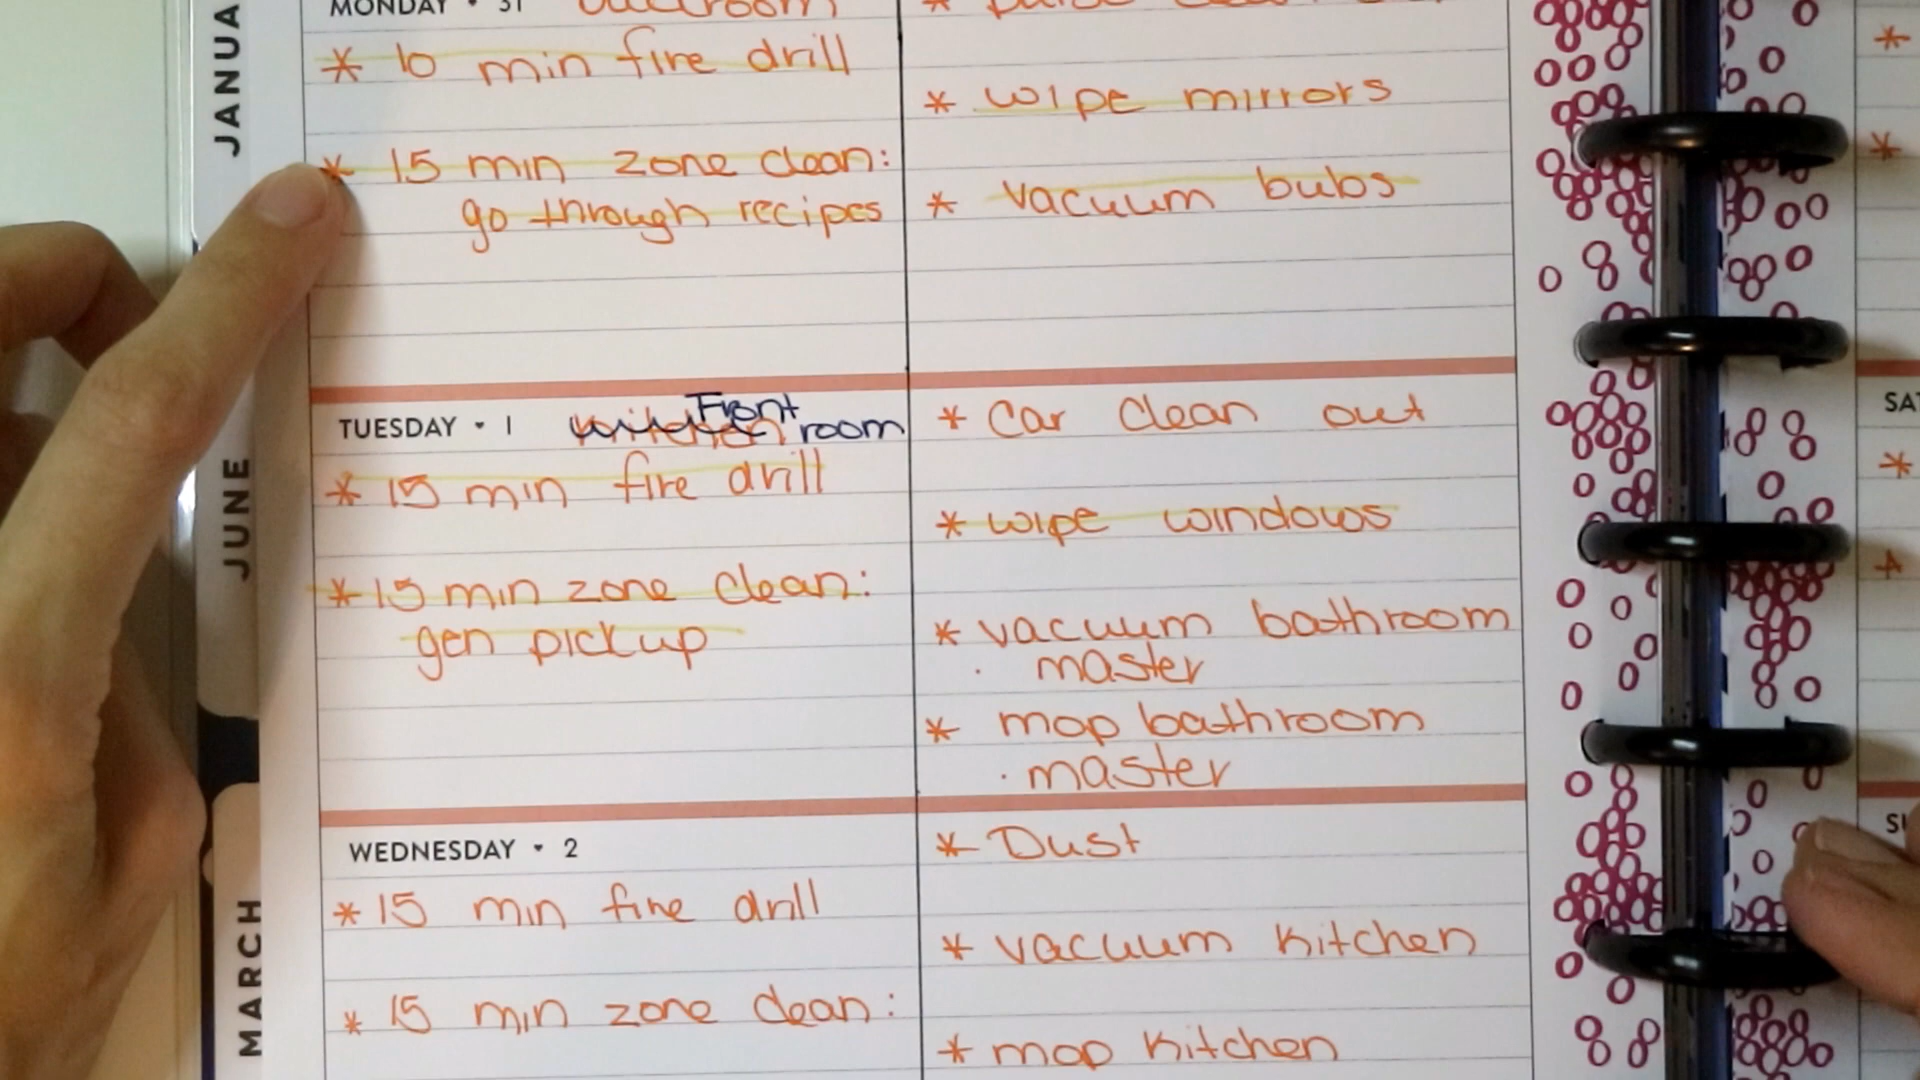 JANUA
JUNE
MARCH
MONDAY • 31
* 10 min fire drill
* 15 min zone clean:
go through recipes
* wipe mirrors
* vacuum bubs
TUESDAY • 1 Front room
* 15 min fire drill
* 15 min zone clean:
gen pickup
* Car clean out
* wipe windows
* vacuum bathroom
. master
* mop bathroom
. master
WEDNESDAY • 2
* 15 min fire drill
* 15 min zone clean:
* Dust
* vacuum kitchen
* mop kitchen
SAT
SU